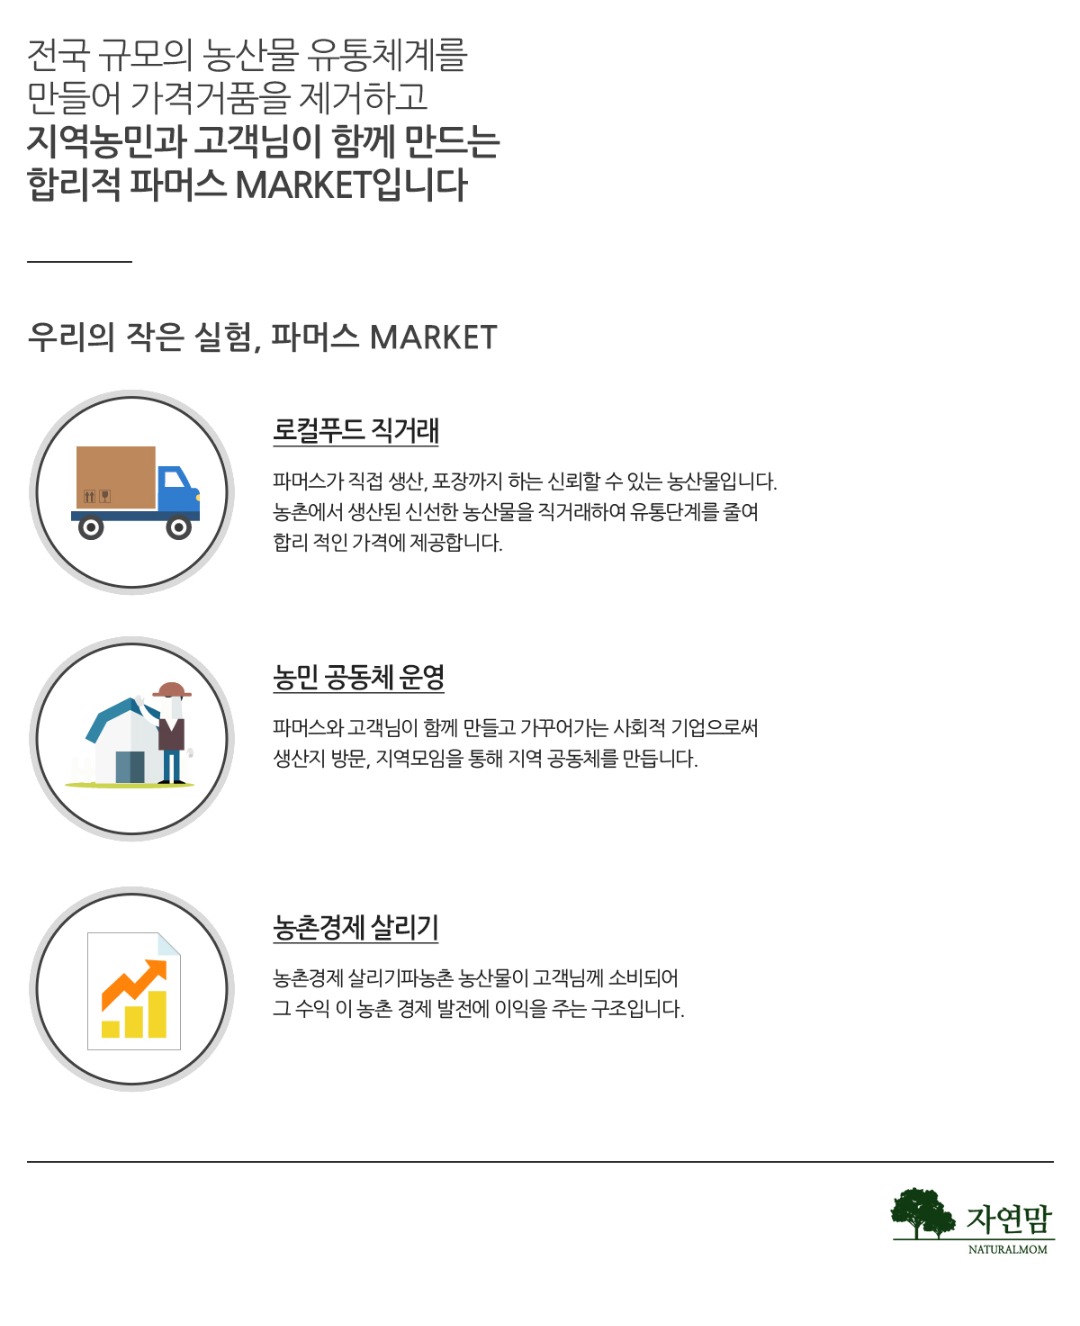 전국 규모의 농산물 유통체계를
만들어 가격거품을 제거하고
지역농민과 고객님이 함께 만드는
합리적 파머스 MARKET입니다
우리의 작은 실험, 파머스 MARKET
로컬푸드 직거래
파머스가 직접 생산, 포장까지 하는 신뢰할 수 있는 농산물입니다.
농촌에서 생산된 신선한 농산물을 직거래하여 유통단계를 줄여
합리 적인 가격에 제공합니다.
농민 공동체 운영
파머스와 고객님이 함께 만들고 가꾸어가는 사회적 기업으로써
생산지 방문, 지역모임을 통해 지역 공동체를 만듭니다.
농촌경제 살리기
농촌경제 살리기파농촌 농산물이 고객님께 소비되어
그 수익 이 농촌 경제 발전에 이익을 주는 구조입니다.
자연맘
NATURALMOM